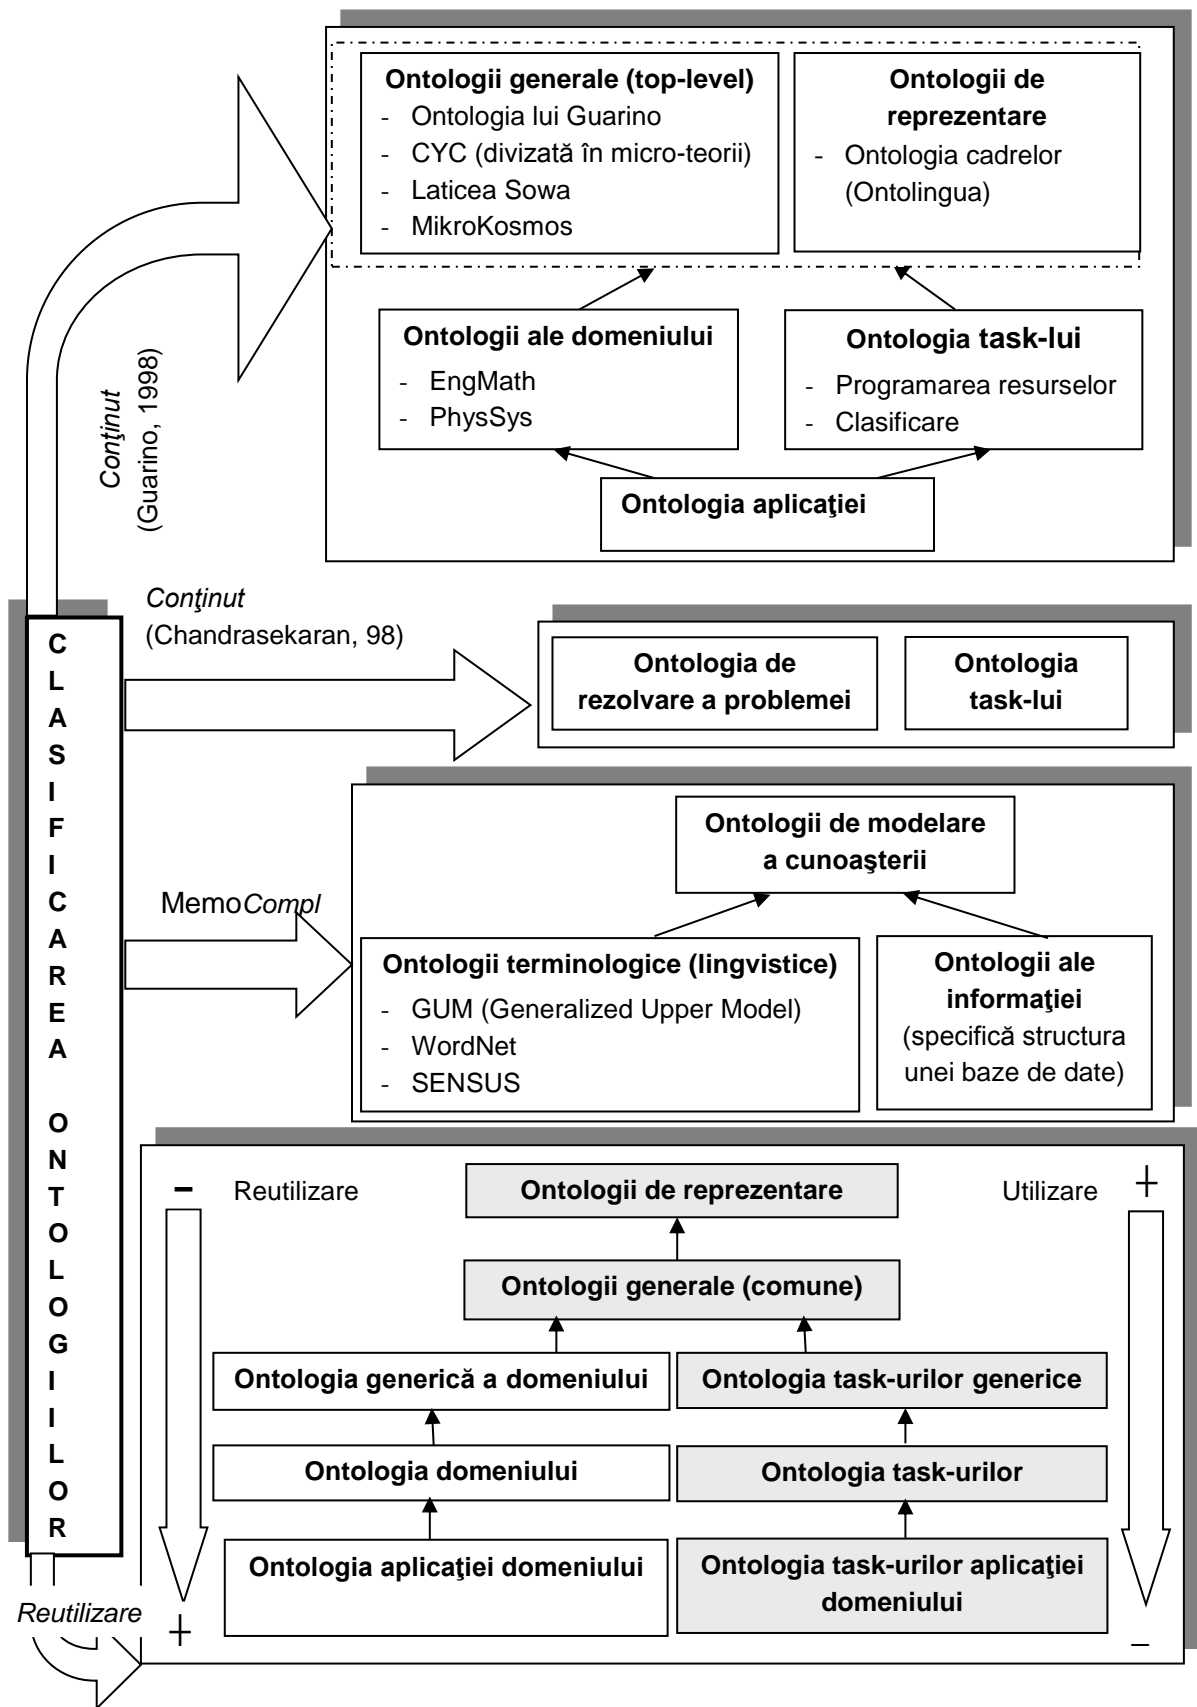 Ontologii generale (top-level)
- Ontologia lui Guarino
- CYC (divizată în micro-teorii)
- Laticea Sowa
- MikroKosmos
Ontologii de
reprezentare
- Ontologia cadrelor
(Ontolingua)
Ontologii ale domeniului
- EngMath
- PhysSys
Ontologia task-lui
- Programarea resurselor
- Clasificare
Ontologia aplicaţiei
Conţinut
(Guarino, 1998)
Conţinut
(Chandrasekaran, 98)
CLASIFICAREA ONTOLOGIILOR
Ontologia de
rezolvare a problemei
Ontologia
task-lui
MemoCompl
Ontologii de modelare
a cunoaşterii
Ontologii terminologice (lingvistice)
- GUM (Generalized Upper Model)
- WordNet
- SENSUS
Ontologii ale
informaţiei
(specifică structura
unei baze de date)
- Reutilizare
Utilizare +
Ontologii de reprezentare
Ontologii generale (comune)
Ontologia generică a domeniului
Ontologia task-urilor generice
Ontologia domeniului
Ontologia task-urilor
Ontologia aplicaţiei domeniului
Ontologia task-urilor aplicaţiei
domeniului
Reutilizare
+
–